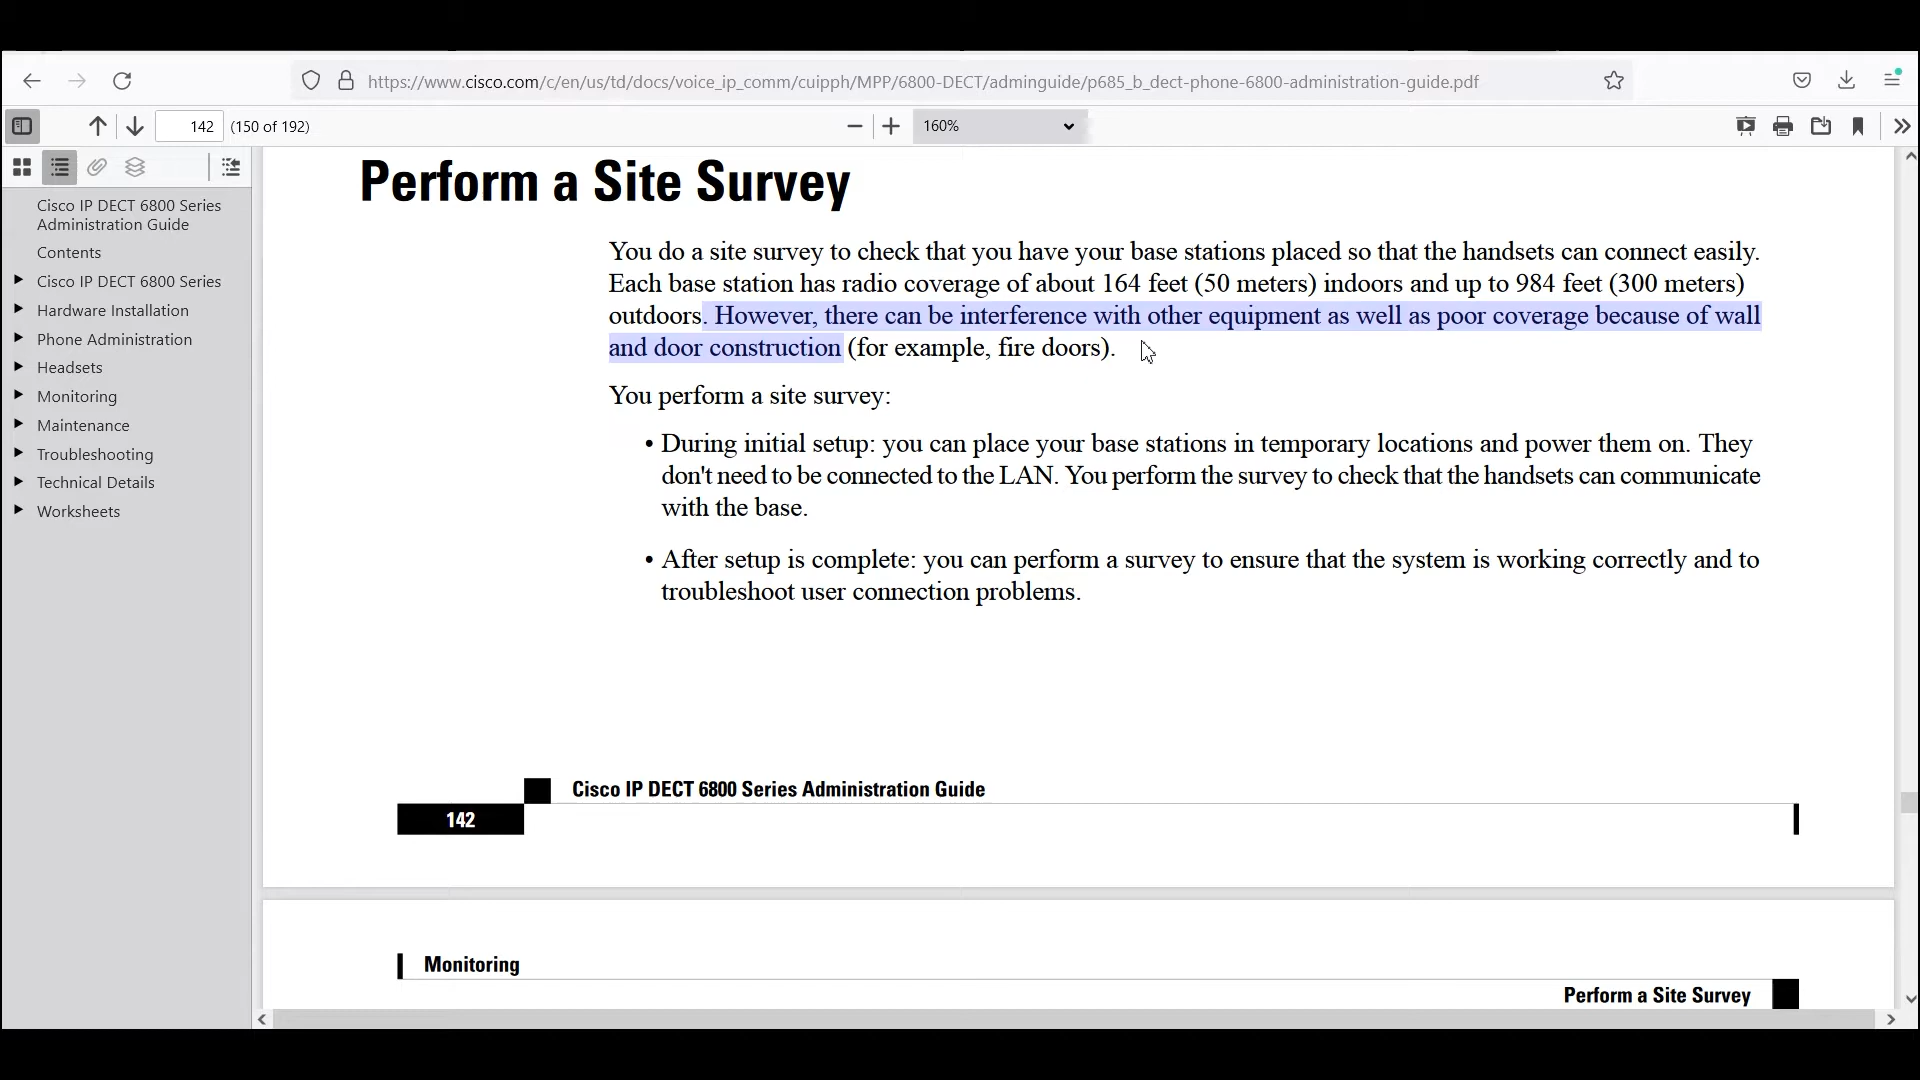 https://www.cisco.com/c/en/us/td/docs/voice_ip_comm/cuipph/MPP/6800-DECT/adminguide/p685_b_dect-phone-6800-administration-guide.pdf
142 (150 of 192)
160%
Cisco IP DECT 6800 Series
Administration Guide
Contents
Cisco IP DECT 6800 Series
Hardware Installation
Phone Administration
Headsets
Monitoring
Maintenance
Troubleshooting
Technical Details
Worksheets
Perform a Site Survey
You do a site survey to check that you have your base stations placed so that the handsets can connect easily.
Each base station has radio coverage of about 164 feet (50 meters) indoors and up to 984 feet (300 meters)
outdoors. However, there can be interference with other equipment as well as poor coverage because of wall
and door construction (for example, fire doors).
You perform a site survey:
• During initial setup: you can place your base stations in temporary locations and power them on. They
don't need to be connected to the LAN. You perform the survey to check that the handsets can communicate
with the base.
• After setup is complete: you can perform a survey to ensure that the system is working correctly and to
troubleshoot user connection problems.
Cisco IP DECT 6800 Series Administration Guide
142
Monitoring
Perform a Site Survey